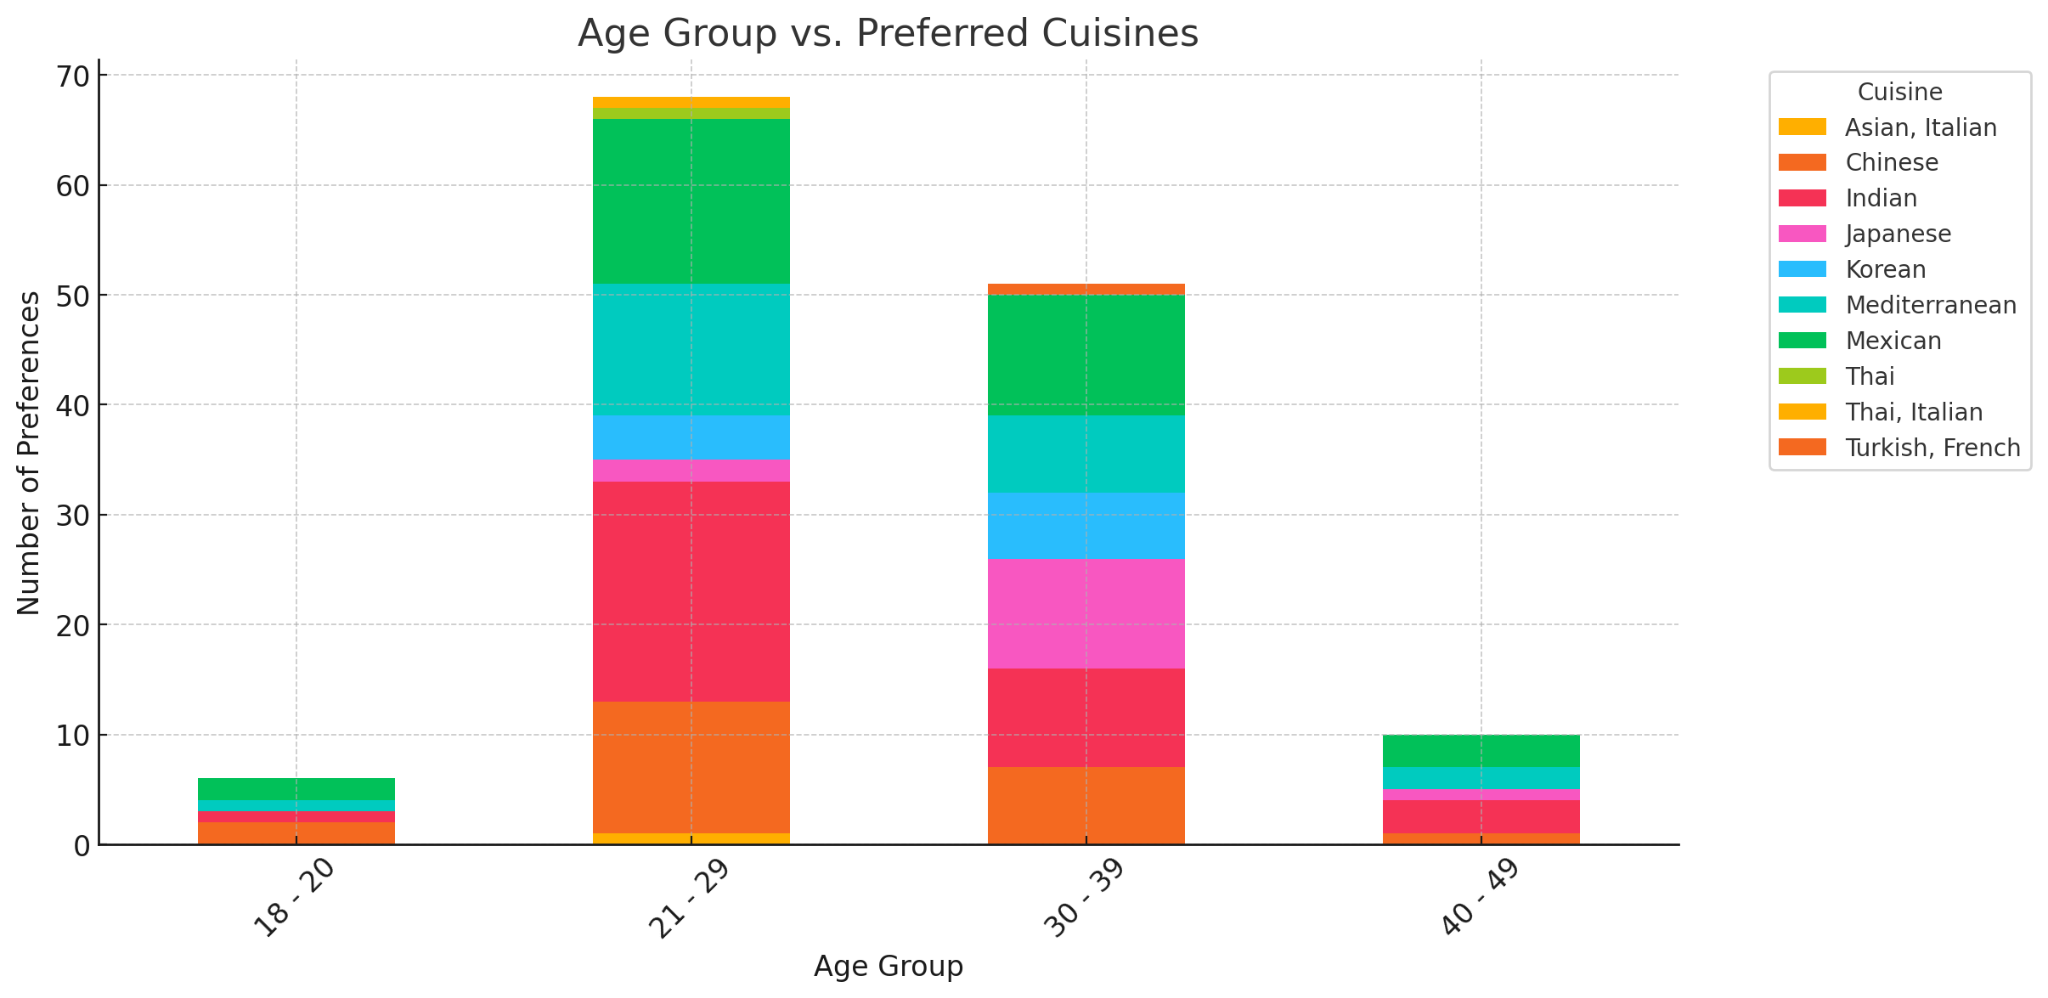 Age Group vs. Preferred Cuisines
Number of Preferences
70
60
50
40
30
20
10
0
18 - 20
21 - 29
30 - 39
40 - 49
Age Group
Cuisine
Asian, Italian
Chinese
Indian
Japanese
Korean
Mediterranean
Mexican
Thai
Thai, Italian
Turkish, French